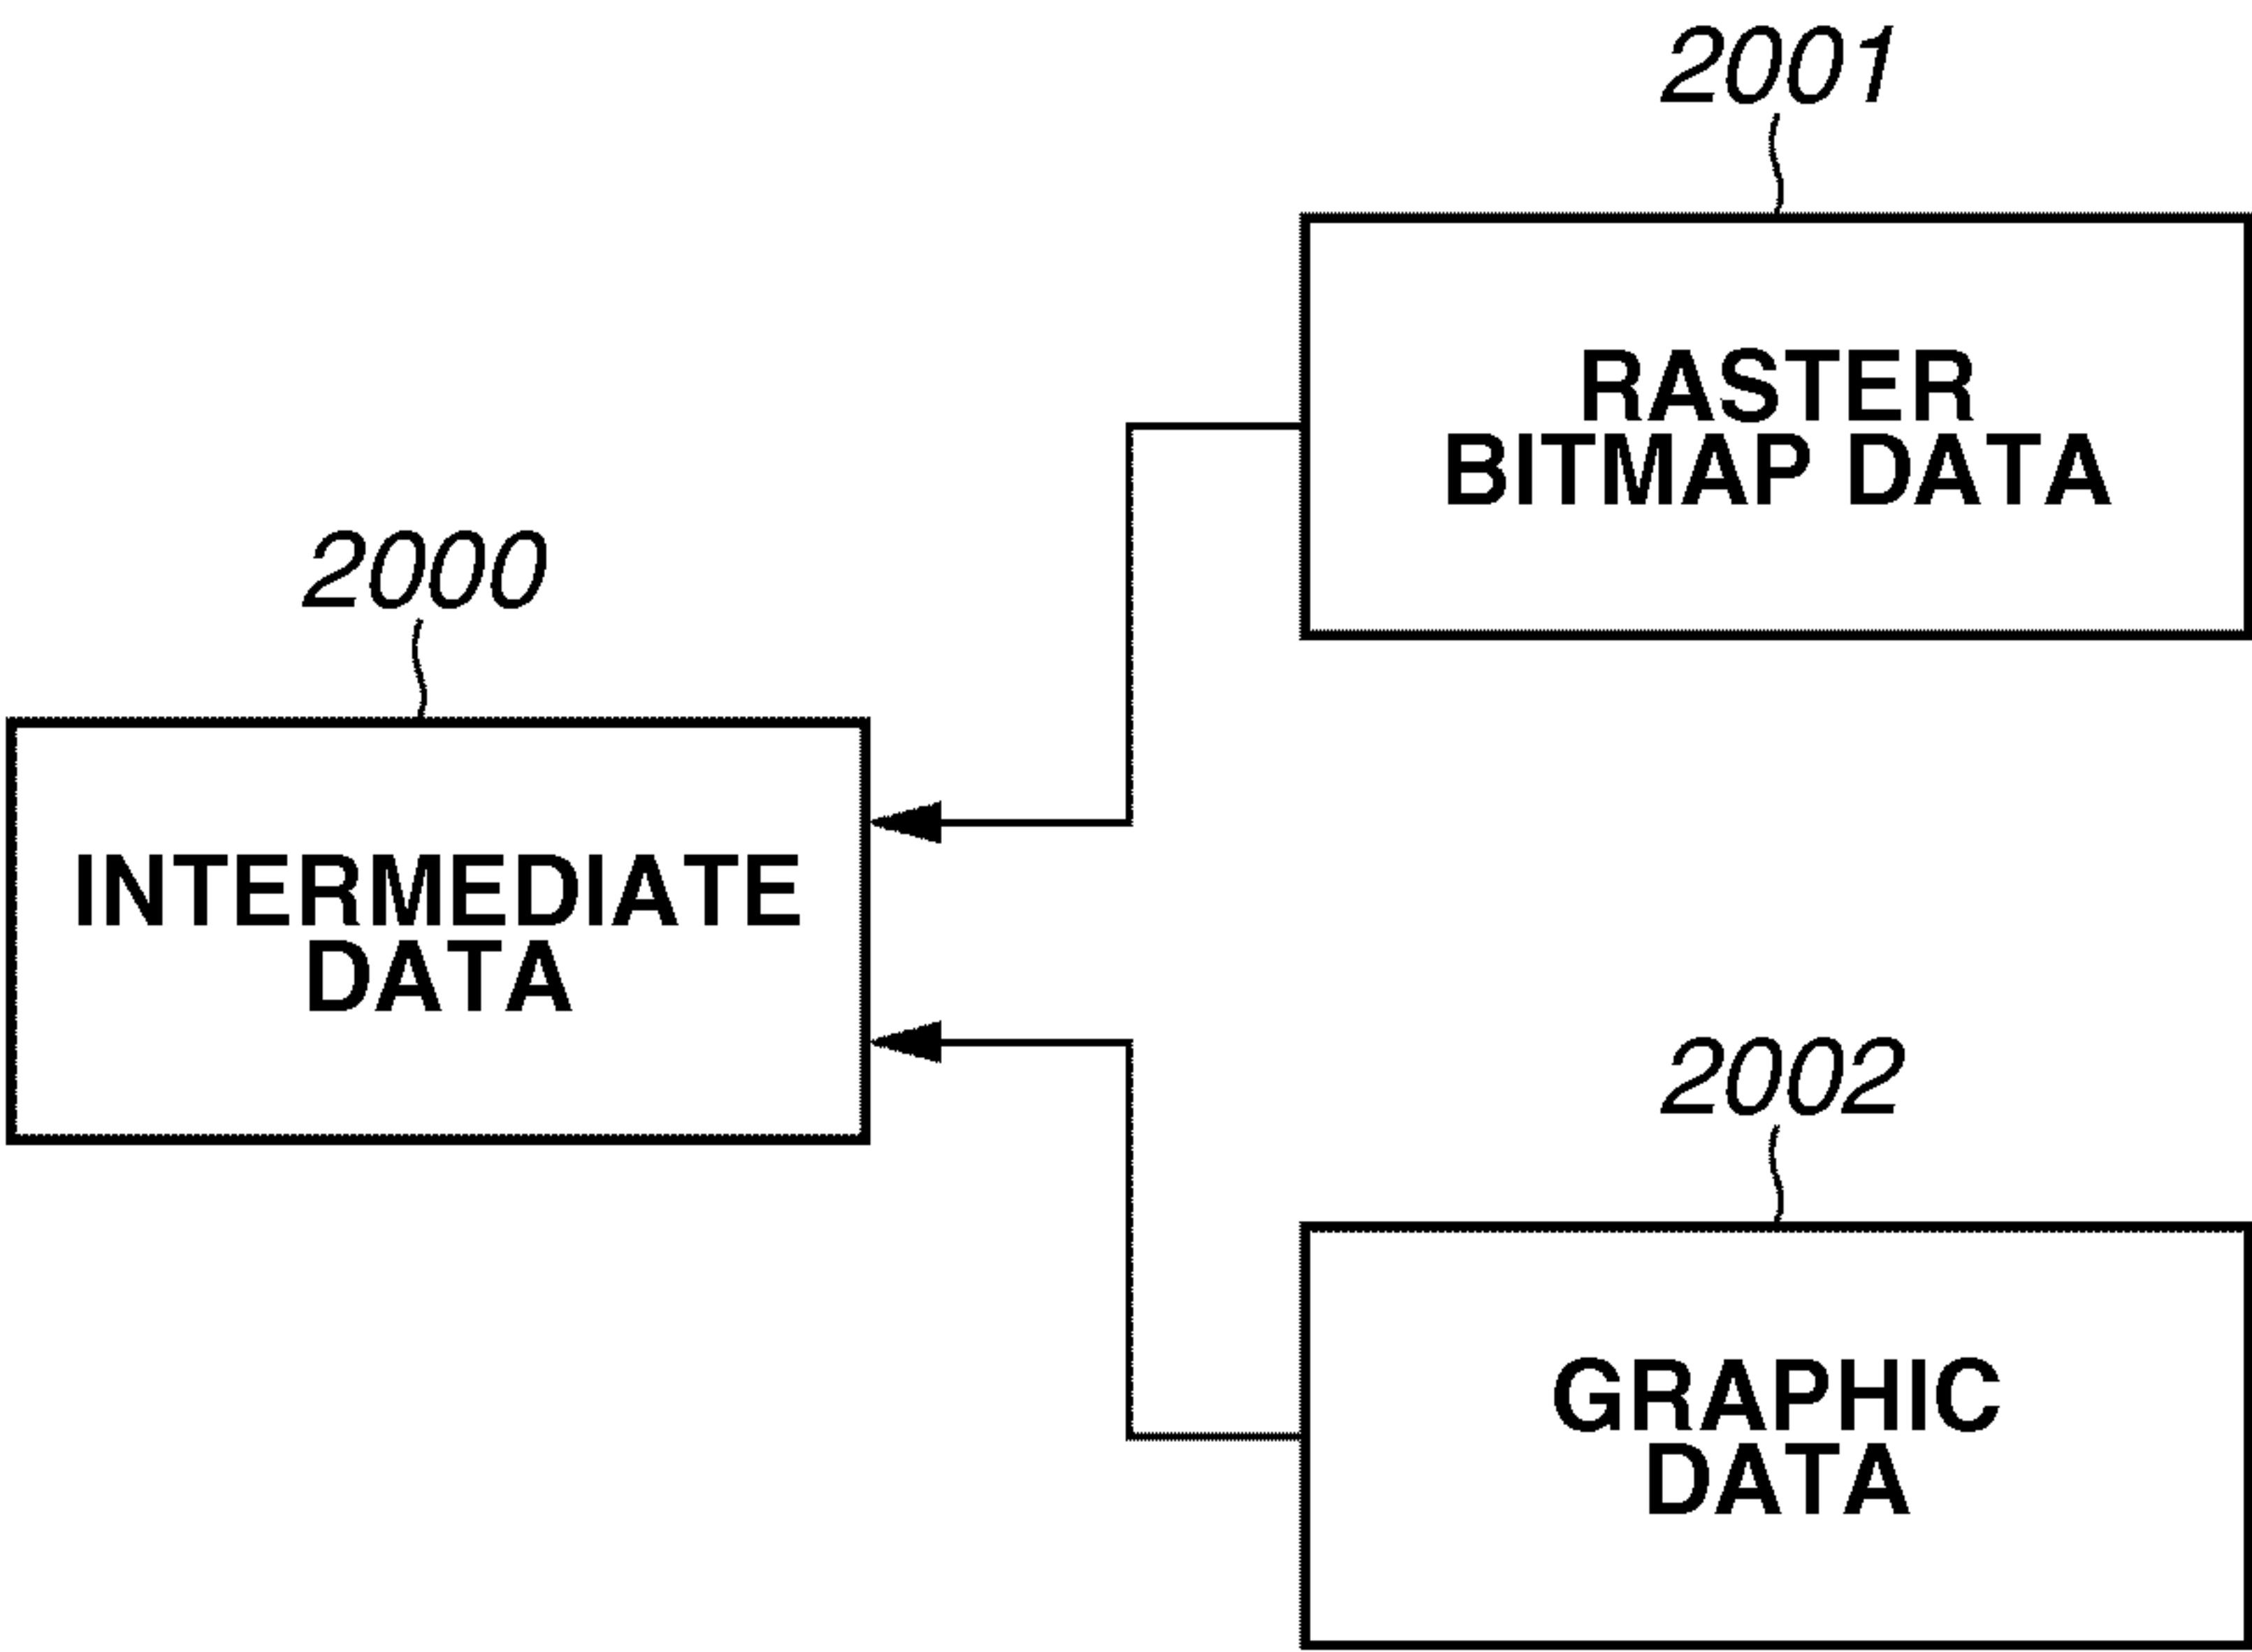 2001
RASTER
BITMAP DATA
2000
INTERMEDIATE
DATA
2002
GRAPHIC
DATA